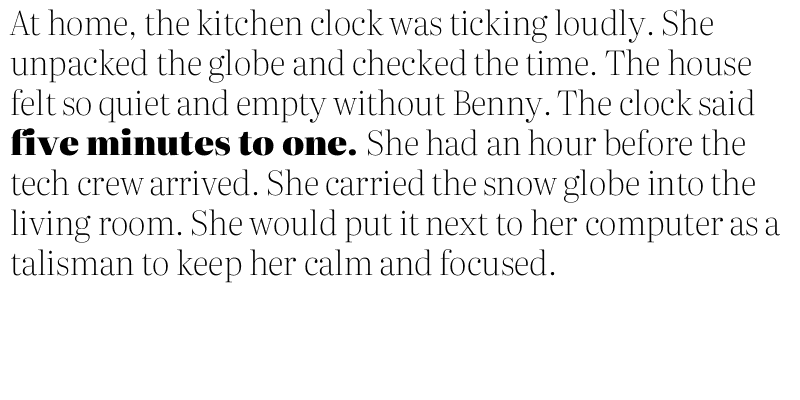 At home, the kitchen clock was ticking loudly. She
unpacked the globe and checked the time. The house
felt so quiet and empty without Benny. The clock said
five minutes to one. She had an hour before the
tech crew arrived. She carried the snow globe into the
living room. She would put it next to her computer as a
talisman to keep her calm and focused.